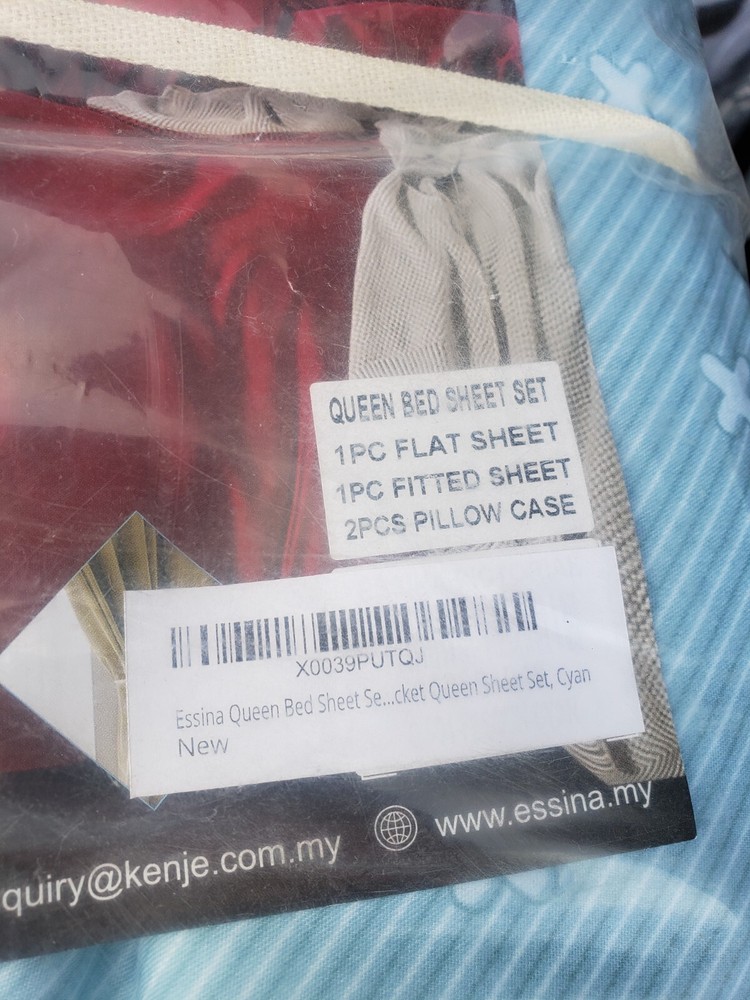 QUEEN BED SHEET SET
1PC FLAT SHEET
1PC FITTED SHEET
2PCS PILLOW CASE
X0039PUTQJ
Essina Queen Bed Sheet Se...cket Queen Sheet Set, Cyan
New
quiry@kenje.com.my
www.essina.my